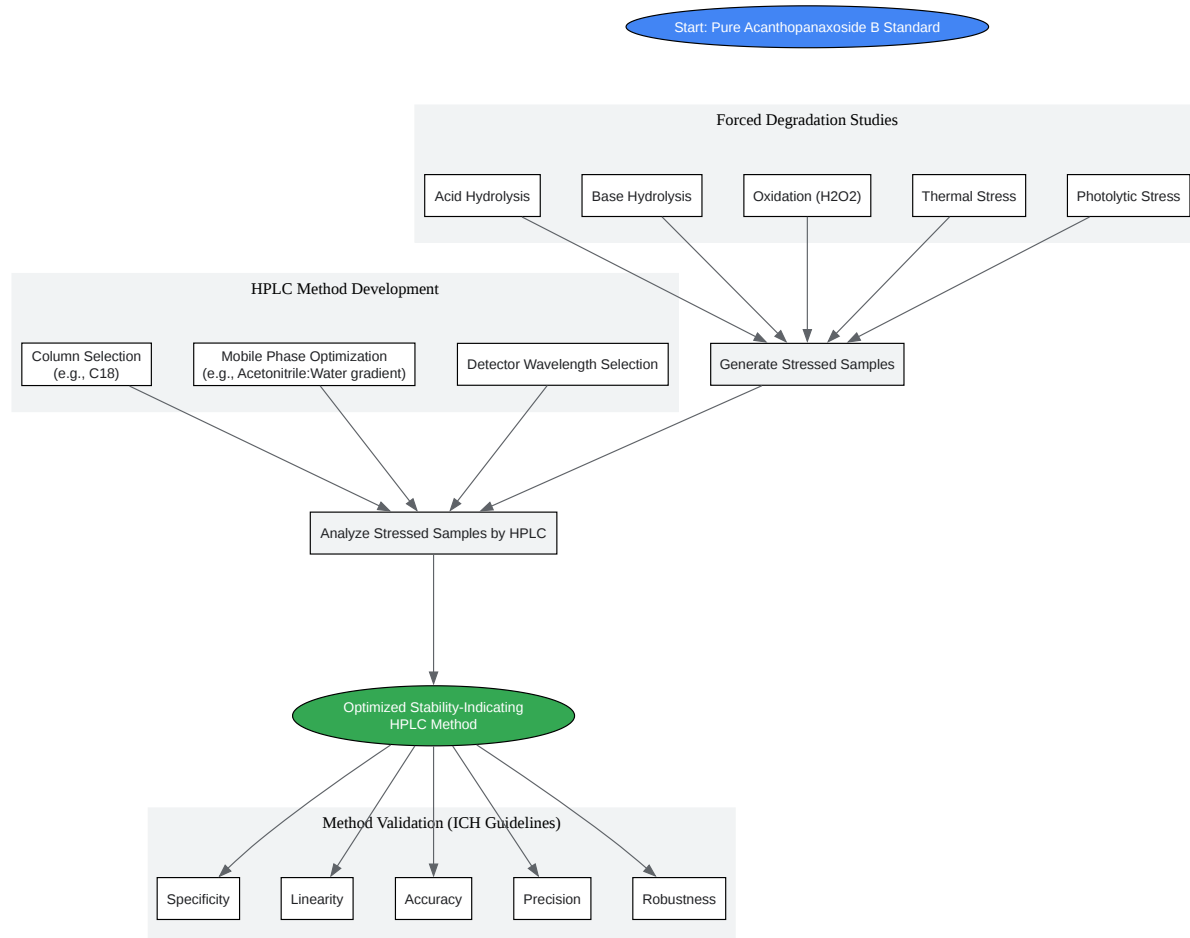 Start: Pure Acanthopanaxoside B Standard
Forced Degradation Studies
Acid Hydrolysis
Base Hydrolysis
Oxidation (H2O2)
Thermal Stress
Photolytic Stress
HPLC Method Development
Column Selection
(e.g., C18)
Mobile Phase Optimization
(e.g., Acetonitrile:Water gradient)
Detector Wavelength Selection
Generate Stressed Samples
Analyze Stressed Samples by HPLC
Optimized Stability-Indicating
HPLC Method
Method Validation (ICH Guidelines)
Specificity
Linearity
Accuracy
Precision
Robustness